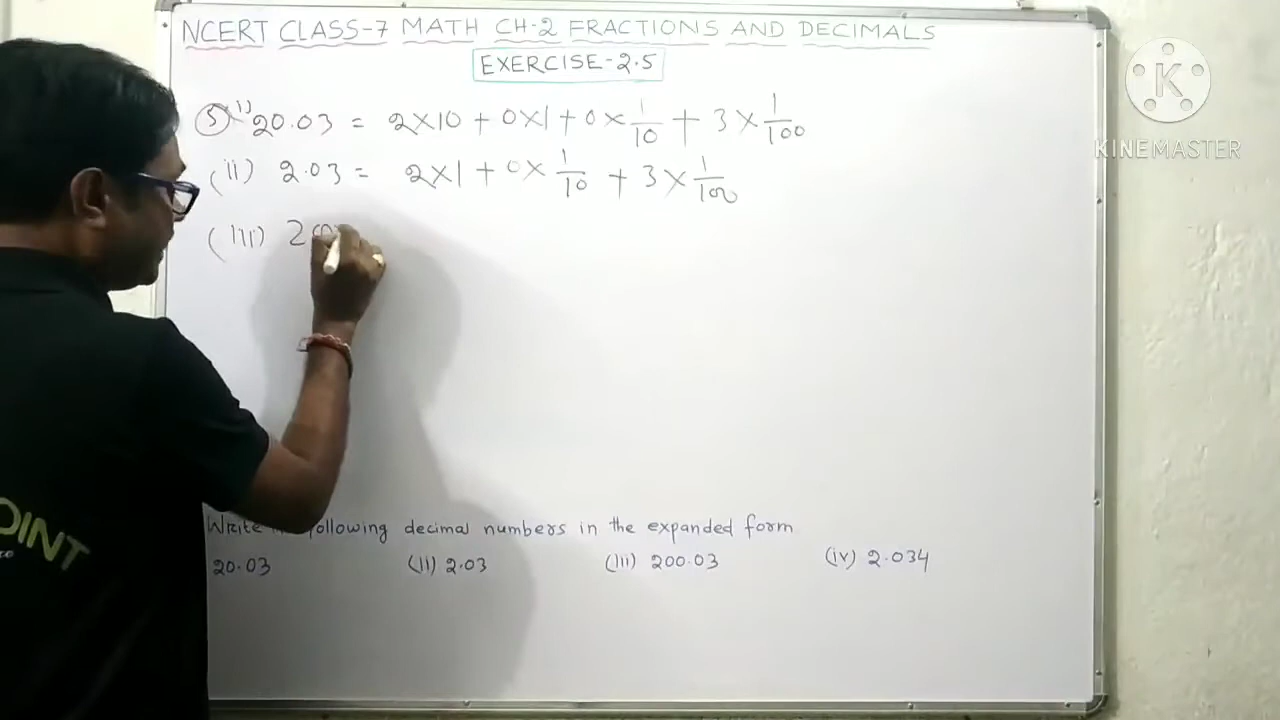 NCERT CLASS-7 MATH CH-2 FRACTIONS AND DECIMALS
EXERCISE-2.5
5 i) 20.03 = 2×10 + 0×1 + 0×1/10 + 3×1/100
(ii) 2.03 = 2×1 + 0×1/10 + 3×1/100
(iii) 2
Write following decimal numbers in the expanded form
20.03 (ii) 2.03 (iii) 200.03 (iv) 2.034
OINT
K
KINEMASTER